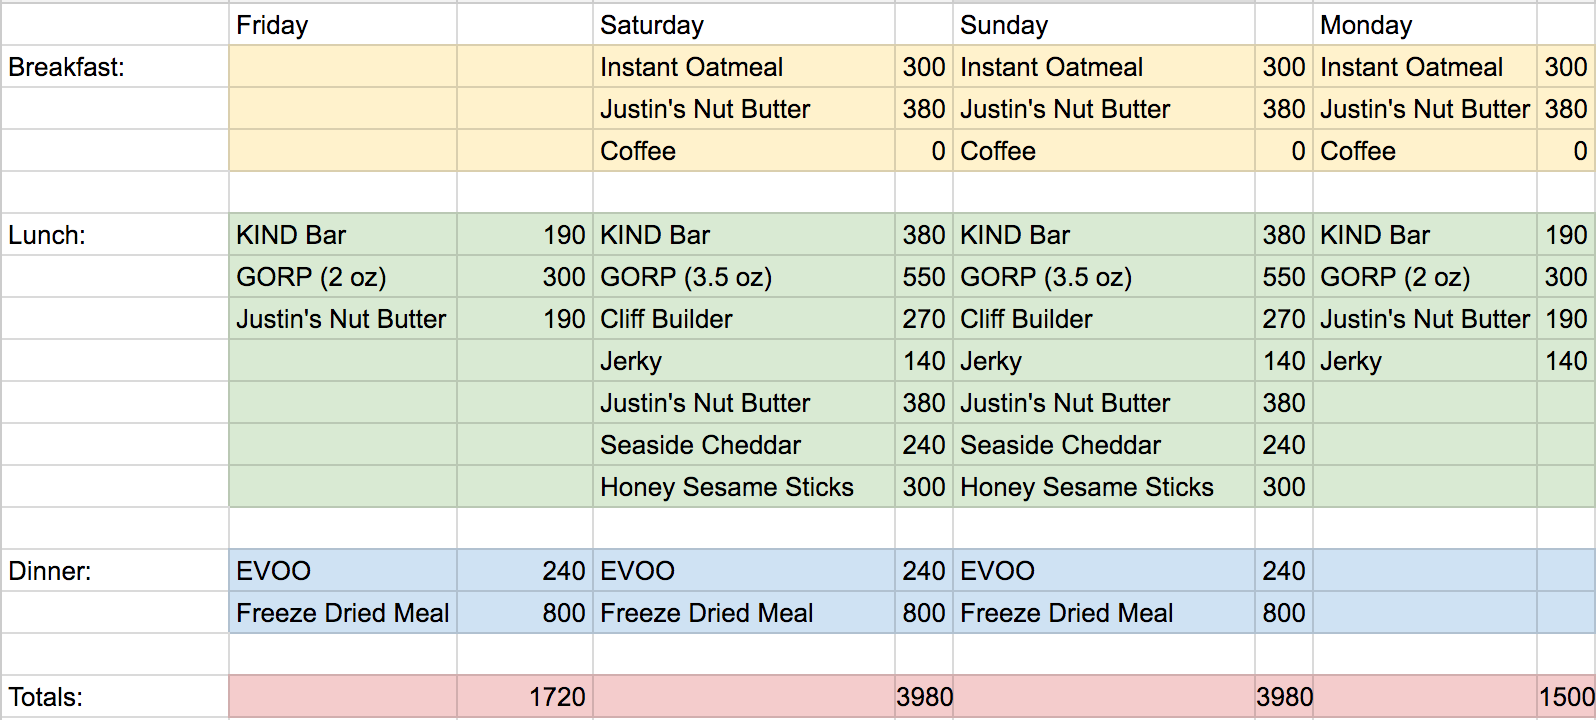 Friday Saturday Sunday Monday
Breakfast: Instant Oatmeal 300 Instant Oatmeal 300 Instant Oatmeal 300
Justin's Nut Butter 380 Justin's Nut Butter 380 Justin's Nut Butter 380
Coffee 0 Coffee 0 Coffee 0
Lunch: KIND Bar 190 KIND Bar 380 KIND Bar 380 KIND Bar 190
GORP (2 oz) 300 GORP (3.5 oz) 550 GORP (3.5 oz) 550 GORP (2 oz) 300
Justin's Nut Butter 190 Cliff Builder 270 Cliff Builder 270 Justin's Nut Butter 190
Jerky 140 Jerky 140 Jerky 140
Justin's Nut Butter 380 Justin's Nut Butter 380
Seaside Cheddar 240 Seaside Cheddar 240
Honey Sesame Sticks 300 Honey Sesame Sticks 300
Dinner: EVOO 240 EVOO 240 EVOO 240
Freeze Dried Meal 800 Freeze Dried Meal 800 Freeze Dried Meal 800
Totals: 1720 3980 3980 1500